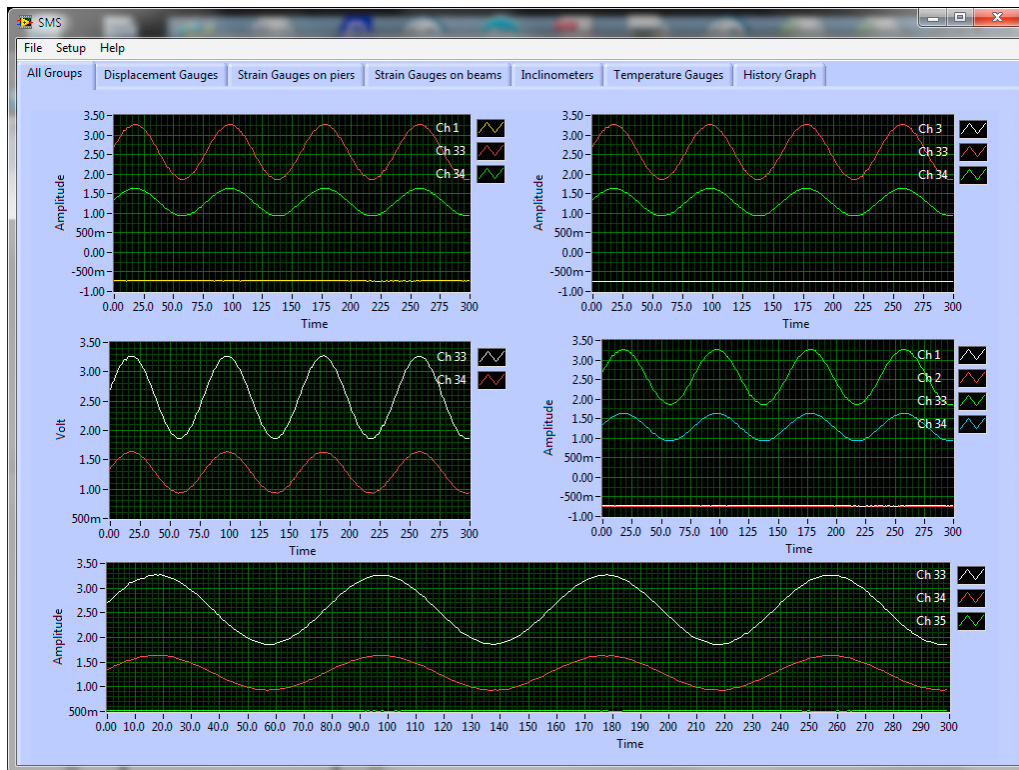 SMS
File Setup Help
All Groups Displacement Gauges Strain Gauges on piers Strain Gauges on beams Inclinometers Temperature Gauges History Graph
3.50
3.00
2.50
2.00
1.50
1.00
500m
0.00
-500m
-1.00
Amplitude
0.00 25.0 50.0 75.0 100 125 150 175 200 225 250 275 300
Time
Ch 1
Ch 33
Ch 34
3.50
3.00
2.50
2.00
1.50
1.00
500m
0.00
-500m
-1.00
Amplitude
0.00 25.0 50.0 75.0 100 125 150 175 200 225 250 275 300
Time
Ch 3
Ch 33
Ch 34
3.50
3.00
2.50
2.00
1.50
1.00
500m
Volt
0.00 25.0 50.0 75.0 100 125 150 175 200 225 250 275 300
Time
Ch 33
Ch 34
3.50
3.00
2.50
2.00
1.50
1.00
500m
0.00
-500m
-1.00
Amplitude
0.00 25.0 50.0 75.0 100 125 150 175 200 225 250 275 300
Time
Ch 1
Ch 2
Ch 33
Ch 34
3.50
3.00
2.50
2.00
1.50
1.00
500m
Amplitude
0.00 10.0 20.0 30.0 40.0 50.0 60.0 70.0 80.0 90.0 100 110 120 130 140 150 160 170 180 190 200 210 220 230 240 250 260 270 280 290 300
Time
Ch 33
Ch 34
Ch 35